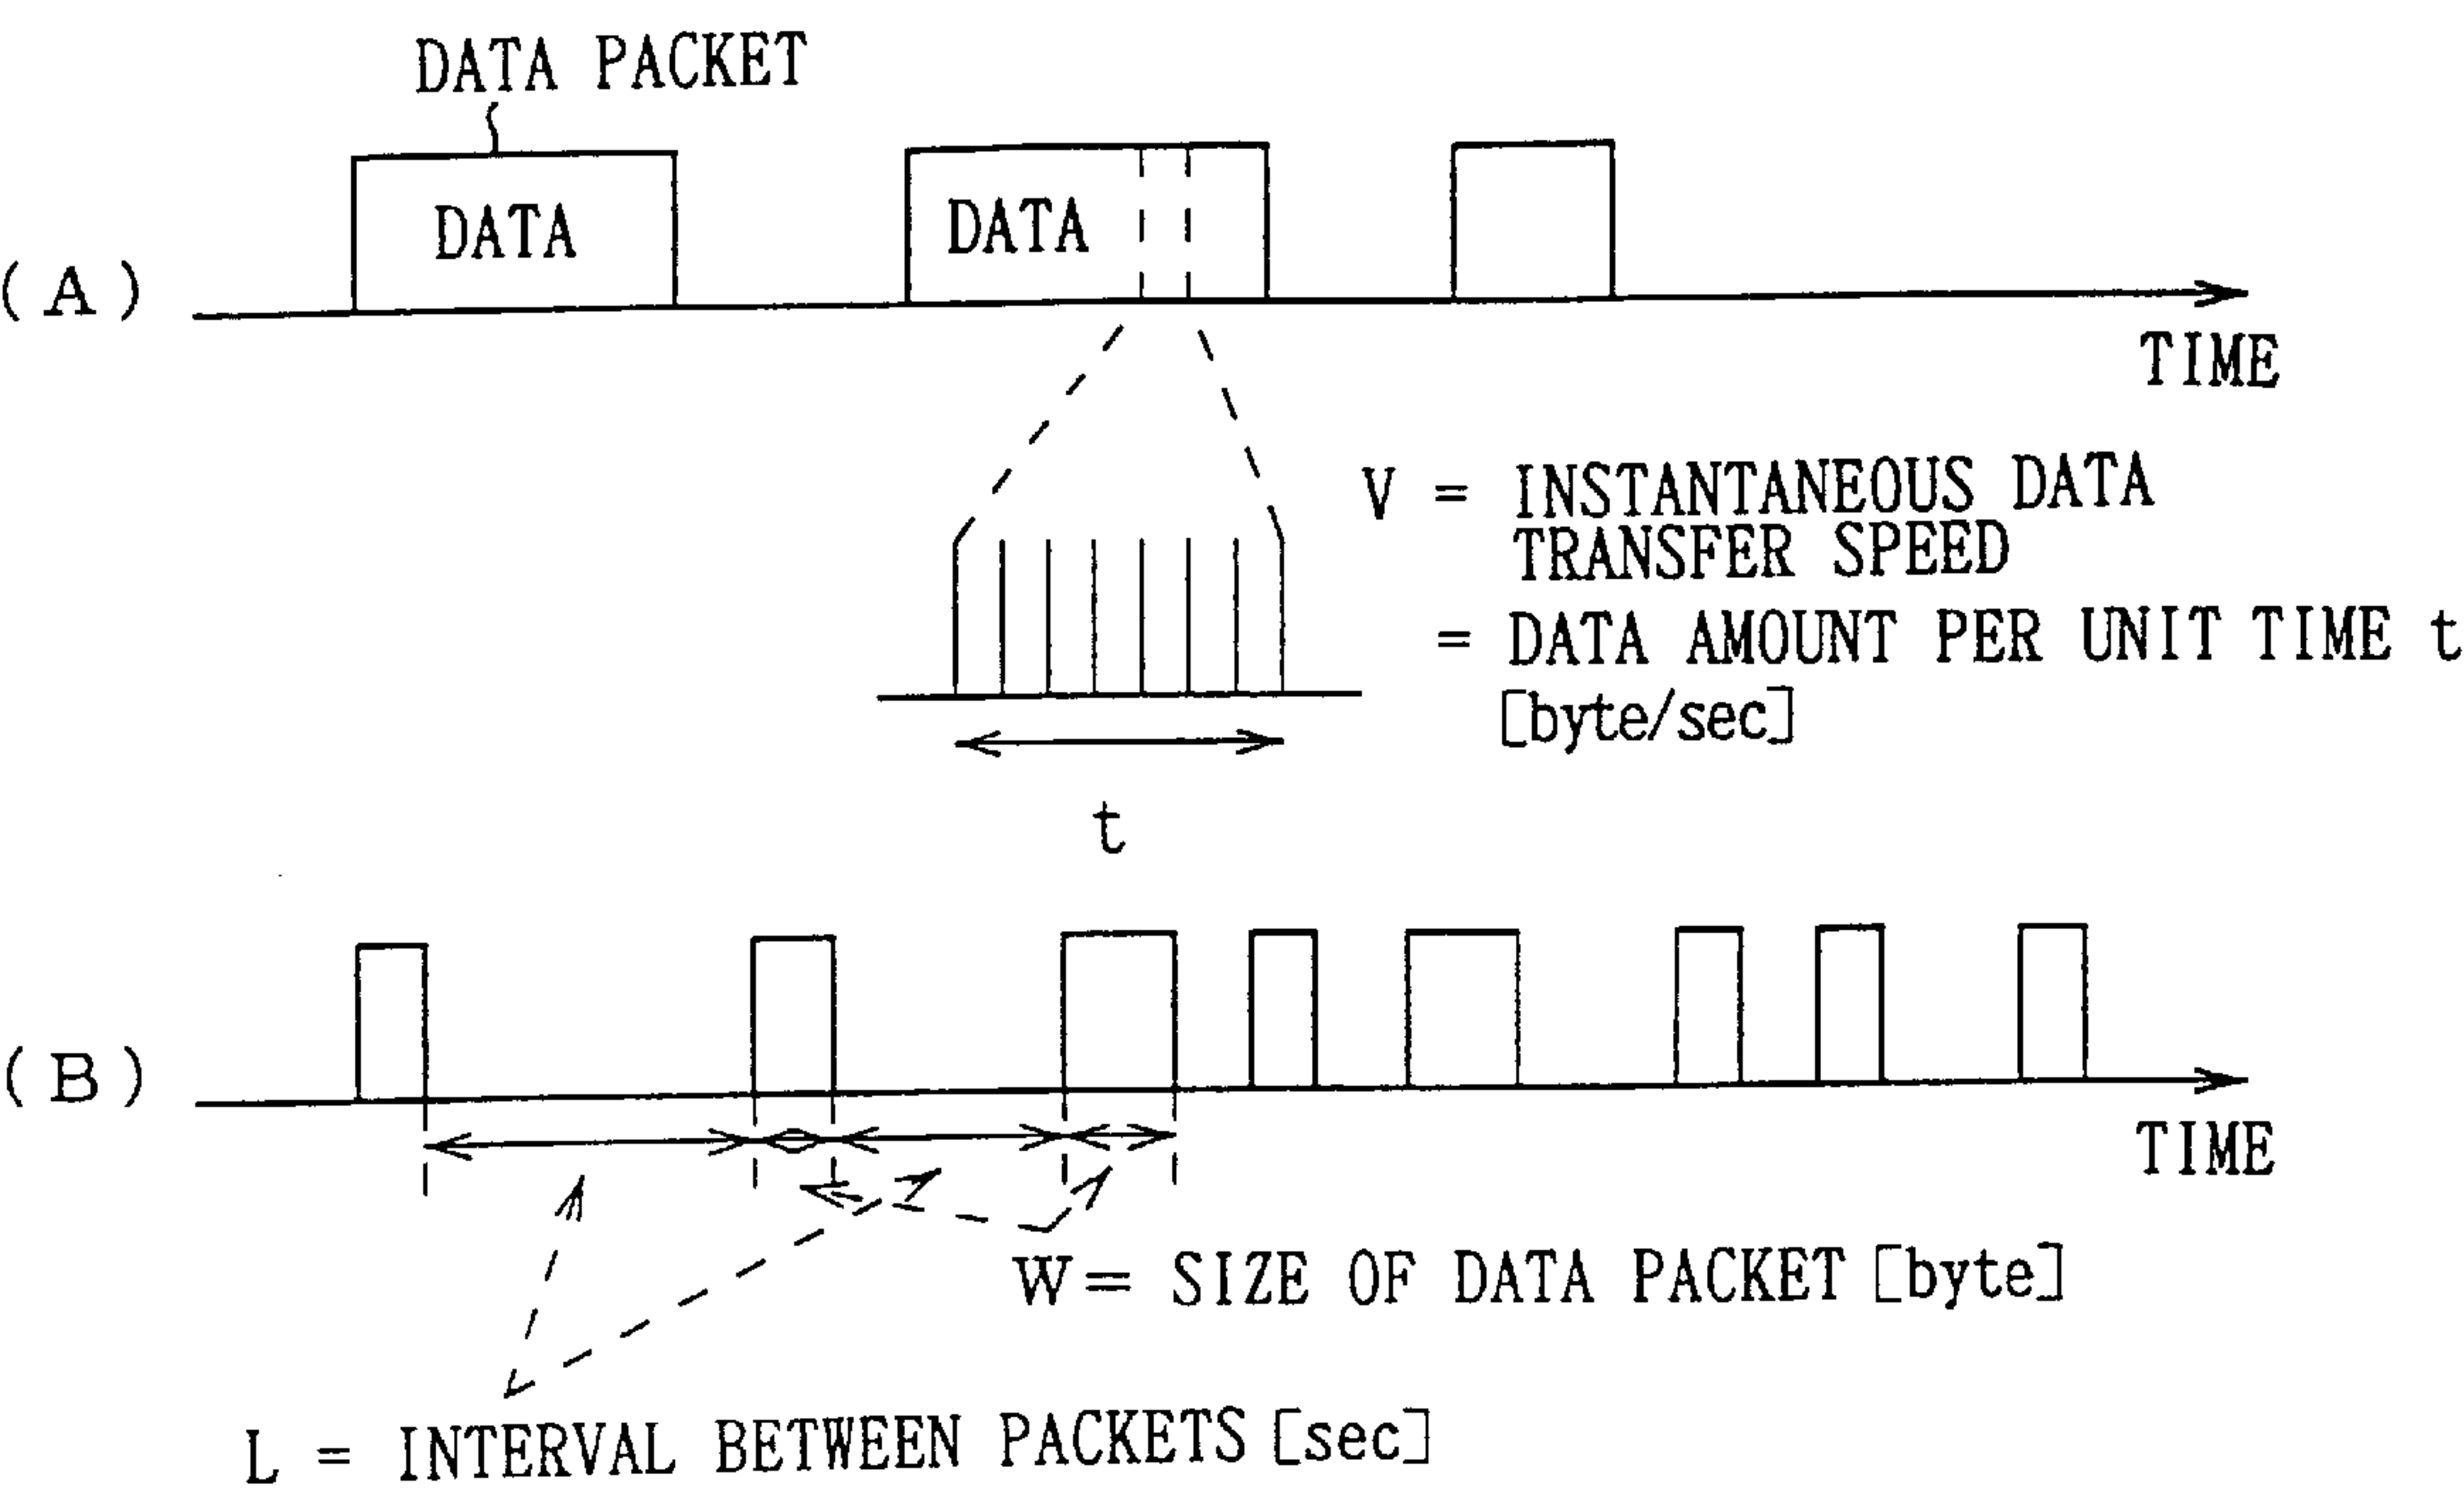 DATA PACKET
DATA
DATA
(A)
TIME
V = INSTANTANEOUS DATA
TRANSFER SPEED
= DATA AMOUNT PER UNIT TIME t
[byte/sec]
t
(B)
TIME
W = SIZE OF DATA PACKET [byte]
L = INTERVAL BETWEEN PACKETS [sec]